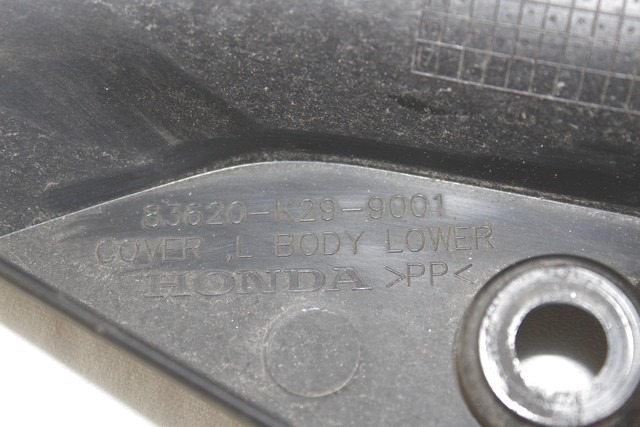 83620-K29-9001
COVER ,L BODY LOWER
HONDA >PP<